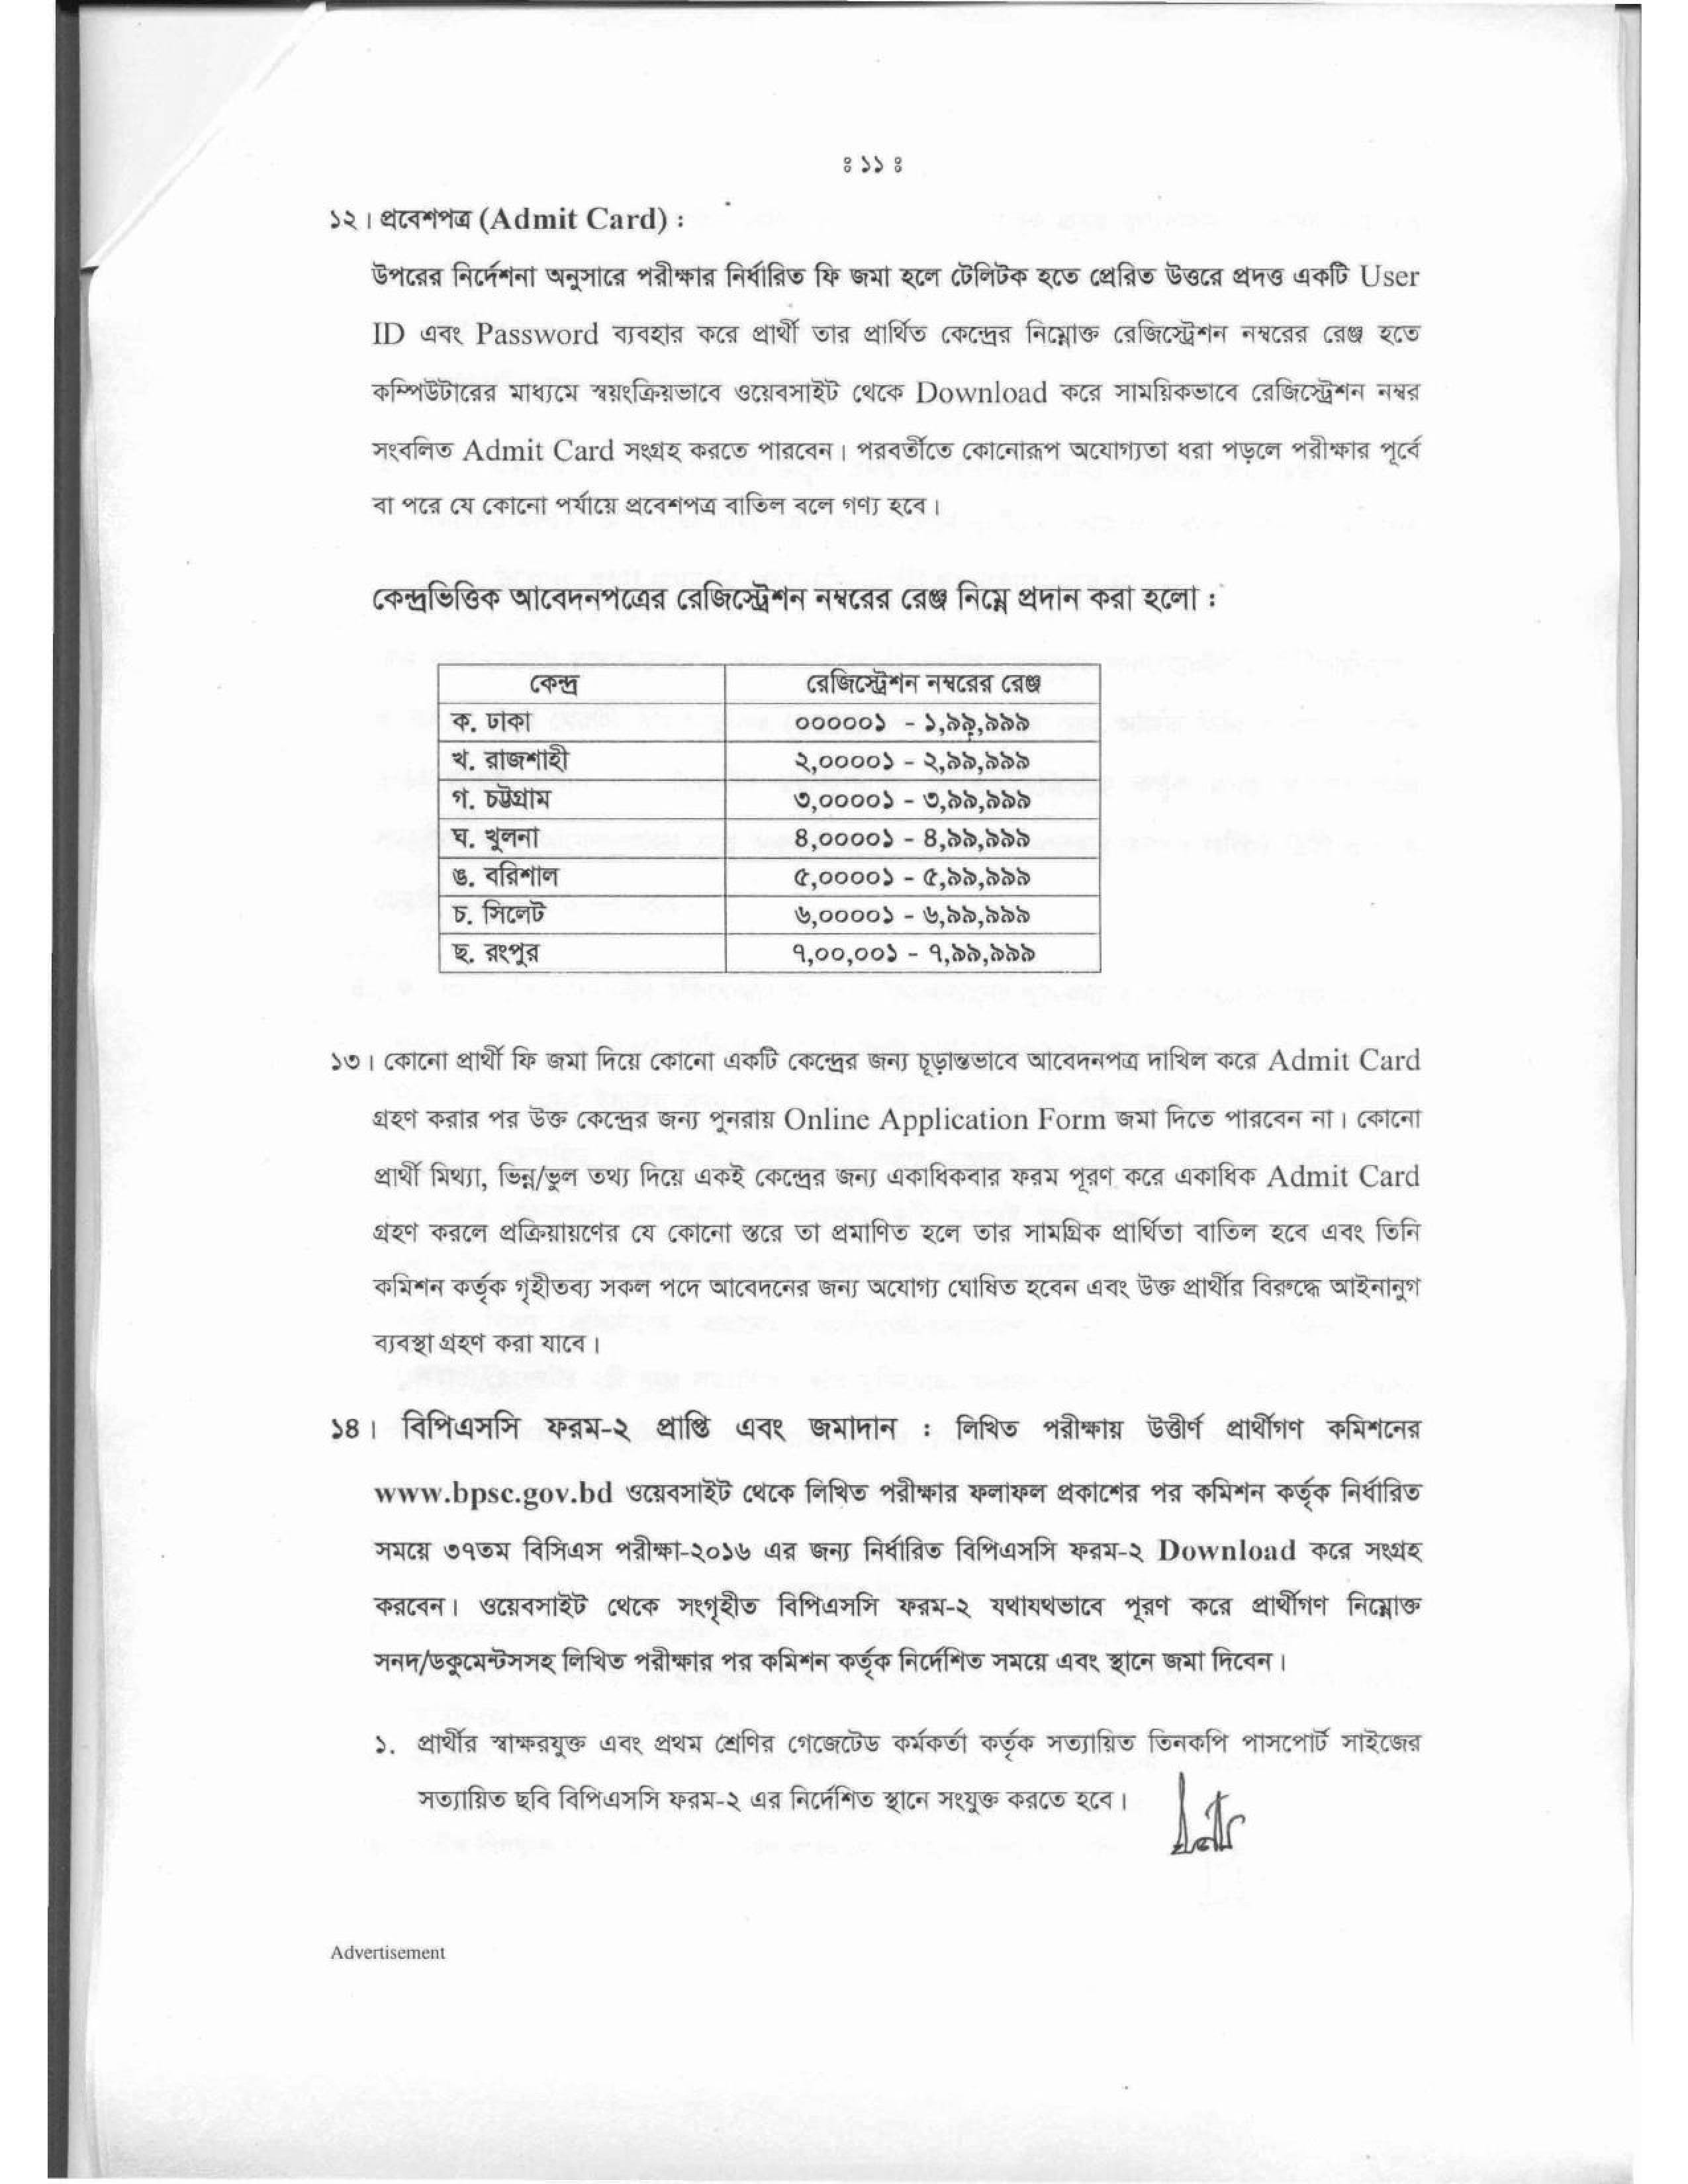 ঃ ১১ ঃ
১২। প্রবেশপত্র (Admit Card) :
উপরের নির্দেশনা অনুসারে পরীক্ষার নির্ধারিত ফি জমা হলে টেলিটক হতে প্রেরিত উত্তরে প্রদত্ত একটি User
ID এবং Password ব্যবহার করে প্রার্থী তার প্রার্থিত কেন্দ্রের নিম্নোক্ত রেজিস্ট্রেশন নম্বরের রেঞ্জ হতে
কম্পিউটারের মাধ্যমে স্বয়ংক্রিয়ভাবে ওয়েবসাইট থেকে Download করে সাময়িকভাবে রেজিস্ট্রেশন নম্বর
সংবলিত Admit Card সংগ্রহ করতে পারবেন। পরবর্তীতে কোনোরূপ অযোগ্যতা ধরা পড়লে পরীক্ষার পূর্বে
বা পরে যে কোনো পর্যায়ে প্রবেশপত্র বাতিল বলে গণ্য হবে।
কেন্দ্রভিত্তিক আবেদনপত্রের রেজিস্ট্রেশন নম্বরের রেঞ্জ নিম্নে প্রদান করা হলো :
কেন্দ্র রেজিস্ট্রেশন নম্বরের রেঞ্জ
ক. ঢাকা ০০০০০১ - ১,৯৯,৯৯৯
খ. রাজশাহী ২,০০০০১ - ২,৯৯,৯৯৯
গ. চট্টগ্রাম ৩,০০০০১ - ৩,৯৯,৯৯৯
ঘ. খুলনা ৪,০০০০১ - ৪,৯৯,৯৯৯
ঙ. বরিশাল ৫,০০০০১ - ৫,৯৯,৯৯৯
চ. সিলেট ৬,০০০০১ - ৬,৯৯,৯৯৯
ছ. রংপুর ৭,০০,০০১ - ৭,৯৯,৯৯৯
১৩। কোনো প্রার্থী ফি জমা দিয়ে কোনো একটি কেন্দ্রের জন্য চূড়ান্তভাবে আবেদনপত্র দাখিল করে Admit Card
গ্রহণ করার পর উক্ত কেন্দ্রের জন্য পুনরায় Online Application Form জমা দিতে পারবেন না। কোনো
প্রার্থী মিথ্যা, ভিন্ন/ভুল তথ্য দিয়ে একই কেন্দ্রের জন্য একাধিকবার ফরম পূরণ করে একাধিক Admit Card
গ্রহণ করলে প্রক্রিয়ায়ণের যে কোনো স্তরে তা প্রমাণিত হলে তার সামগ্রিক প্রার্থিতা বাতিল হবে এবং তিনি
কমিশন কর্তৃক গৃহীতব্য সকল পদে আবেদনের জন্য অযোগ্য ঘোষিত হবেন এবং উক্ত প্রার্থীর বিরুদ্ধে আইনানুগ
ব্যবস্থা গ্রহণ করা যাবে।
১৪। বিপিএসসি ফরম-২ প্রাপ্তি এবং জমাদান : লিখিত পরীক্ষায় উত্তীর্ণ প্রার্থীগণ কমিশনের
www.bpsc.gov.bd ওয়েবসাইট থেকে লিখিত পরীক্ষার ফলাফল প্রকাশের পর কমিশন কর্তৃক নির্ধারিত
সময়ে ৩৭তম বিসিএস পরীক্ষা-২০১৬ এর জন্য নির্ধারিত বিপিএসসি ফরম-২ Download করে সংগ্রহ
করবেন। ওয়েবসাইট থেকে সংগৃহীত বিপিএসসি ফরম-২ যথাযথভাবে পূরণ করে প্রার্থীগণ নিম্নোক্ত
সনদ/ডকুমেন্টসসহ লিখিত পরীক্ষার পর কমিশন কর্তৃক নির্দেশিত সময়ে এবং স্থানে জমা দিবেন।
১. প্রার্থীর স্বাক্ষরযুক্ত এবং প্রথম শ্রেণির গেজেটেড কর্মকর্তা কর্তৃক সত্যায়িত তিনকপি পাসপোর্ট সাইজের
সত্যায়িত ছবি বিপিএসসি ফরম-২ এর নির্দেশিত স্থানে সংযুক্ত করতে হবে।
Advertisement